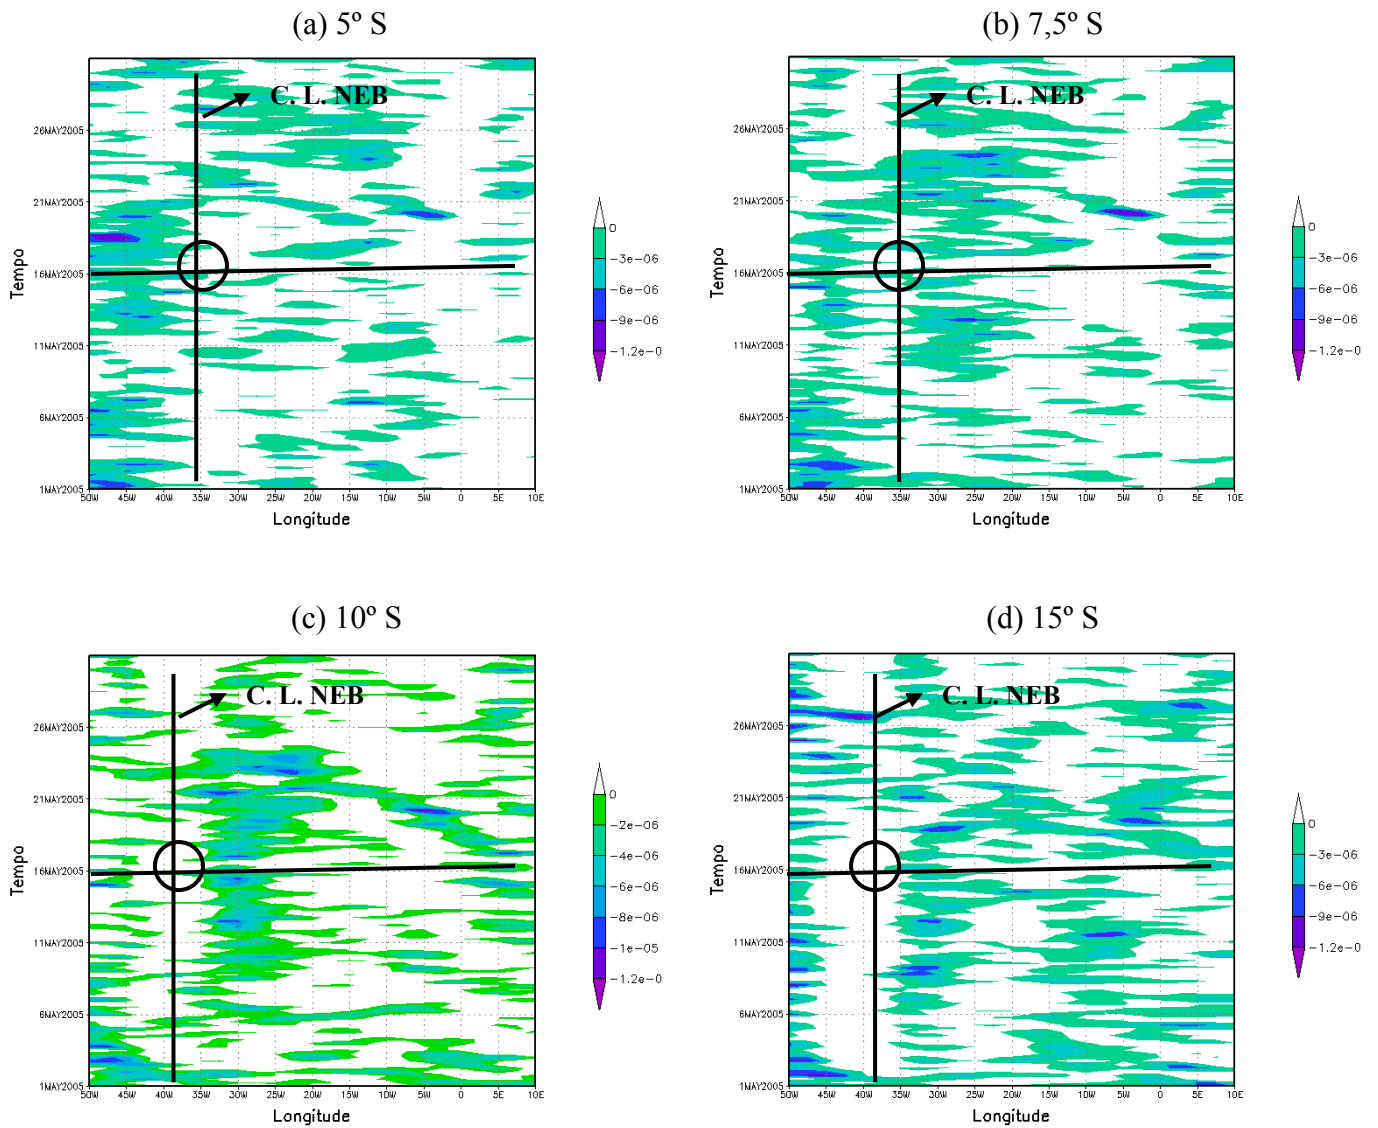 (a) 5º S
C. L. NEB
26MAY2005
21MAY2005
16MAY2005
11MAY2005
6MAY2005
1MAY2005
Tempo
50W 45W 40W 35W 30W 25W 20W 15W 10W 5W 0 5E 10E
Longitude
0
-3e-06
-6e-06
-9e-06
-1.2e-0
(b) 7,5º S
C. L. NEB
26MAY2005
21MAY2005
16MAY2005
11MAY2005
6MAY2005
1MAY2005
Tempo
50W 45W 40W 35W 30W 25W 20W 15W 10W 5W 0 5E 10E
Longitude
0
-3e-06
-6e-06
-9e-06
-1.2e-0
(c) 10º S
C. L. NEB
26MAY2005
21MAY2005
16MAY2005
11MAY2005
6MAY2005
1MAY2005
Tempo
50W 45W 40W 35W 30W 25W 20W 15W 10W 5W 0 5E 10E
Longitude
0
-2e-06
-4e-06
-6e-06
-8e-06
-1e-05
-1.2e-0
(d) 15º S
C. L. NEB
26MAY2005
21MAY2005
16MAY2005
11MAY2005
6MAY2005
1MAY2005
Tempo
50W 45W 40W 35W 30W 25W 20W 15W 10W 5W 0 5E 10E
Longitude
0
-3e-06
-6e-06
-9e-06
-1.2e-0